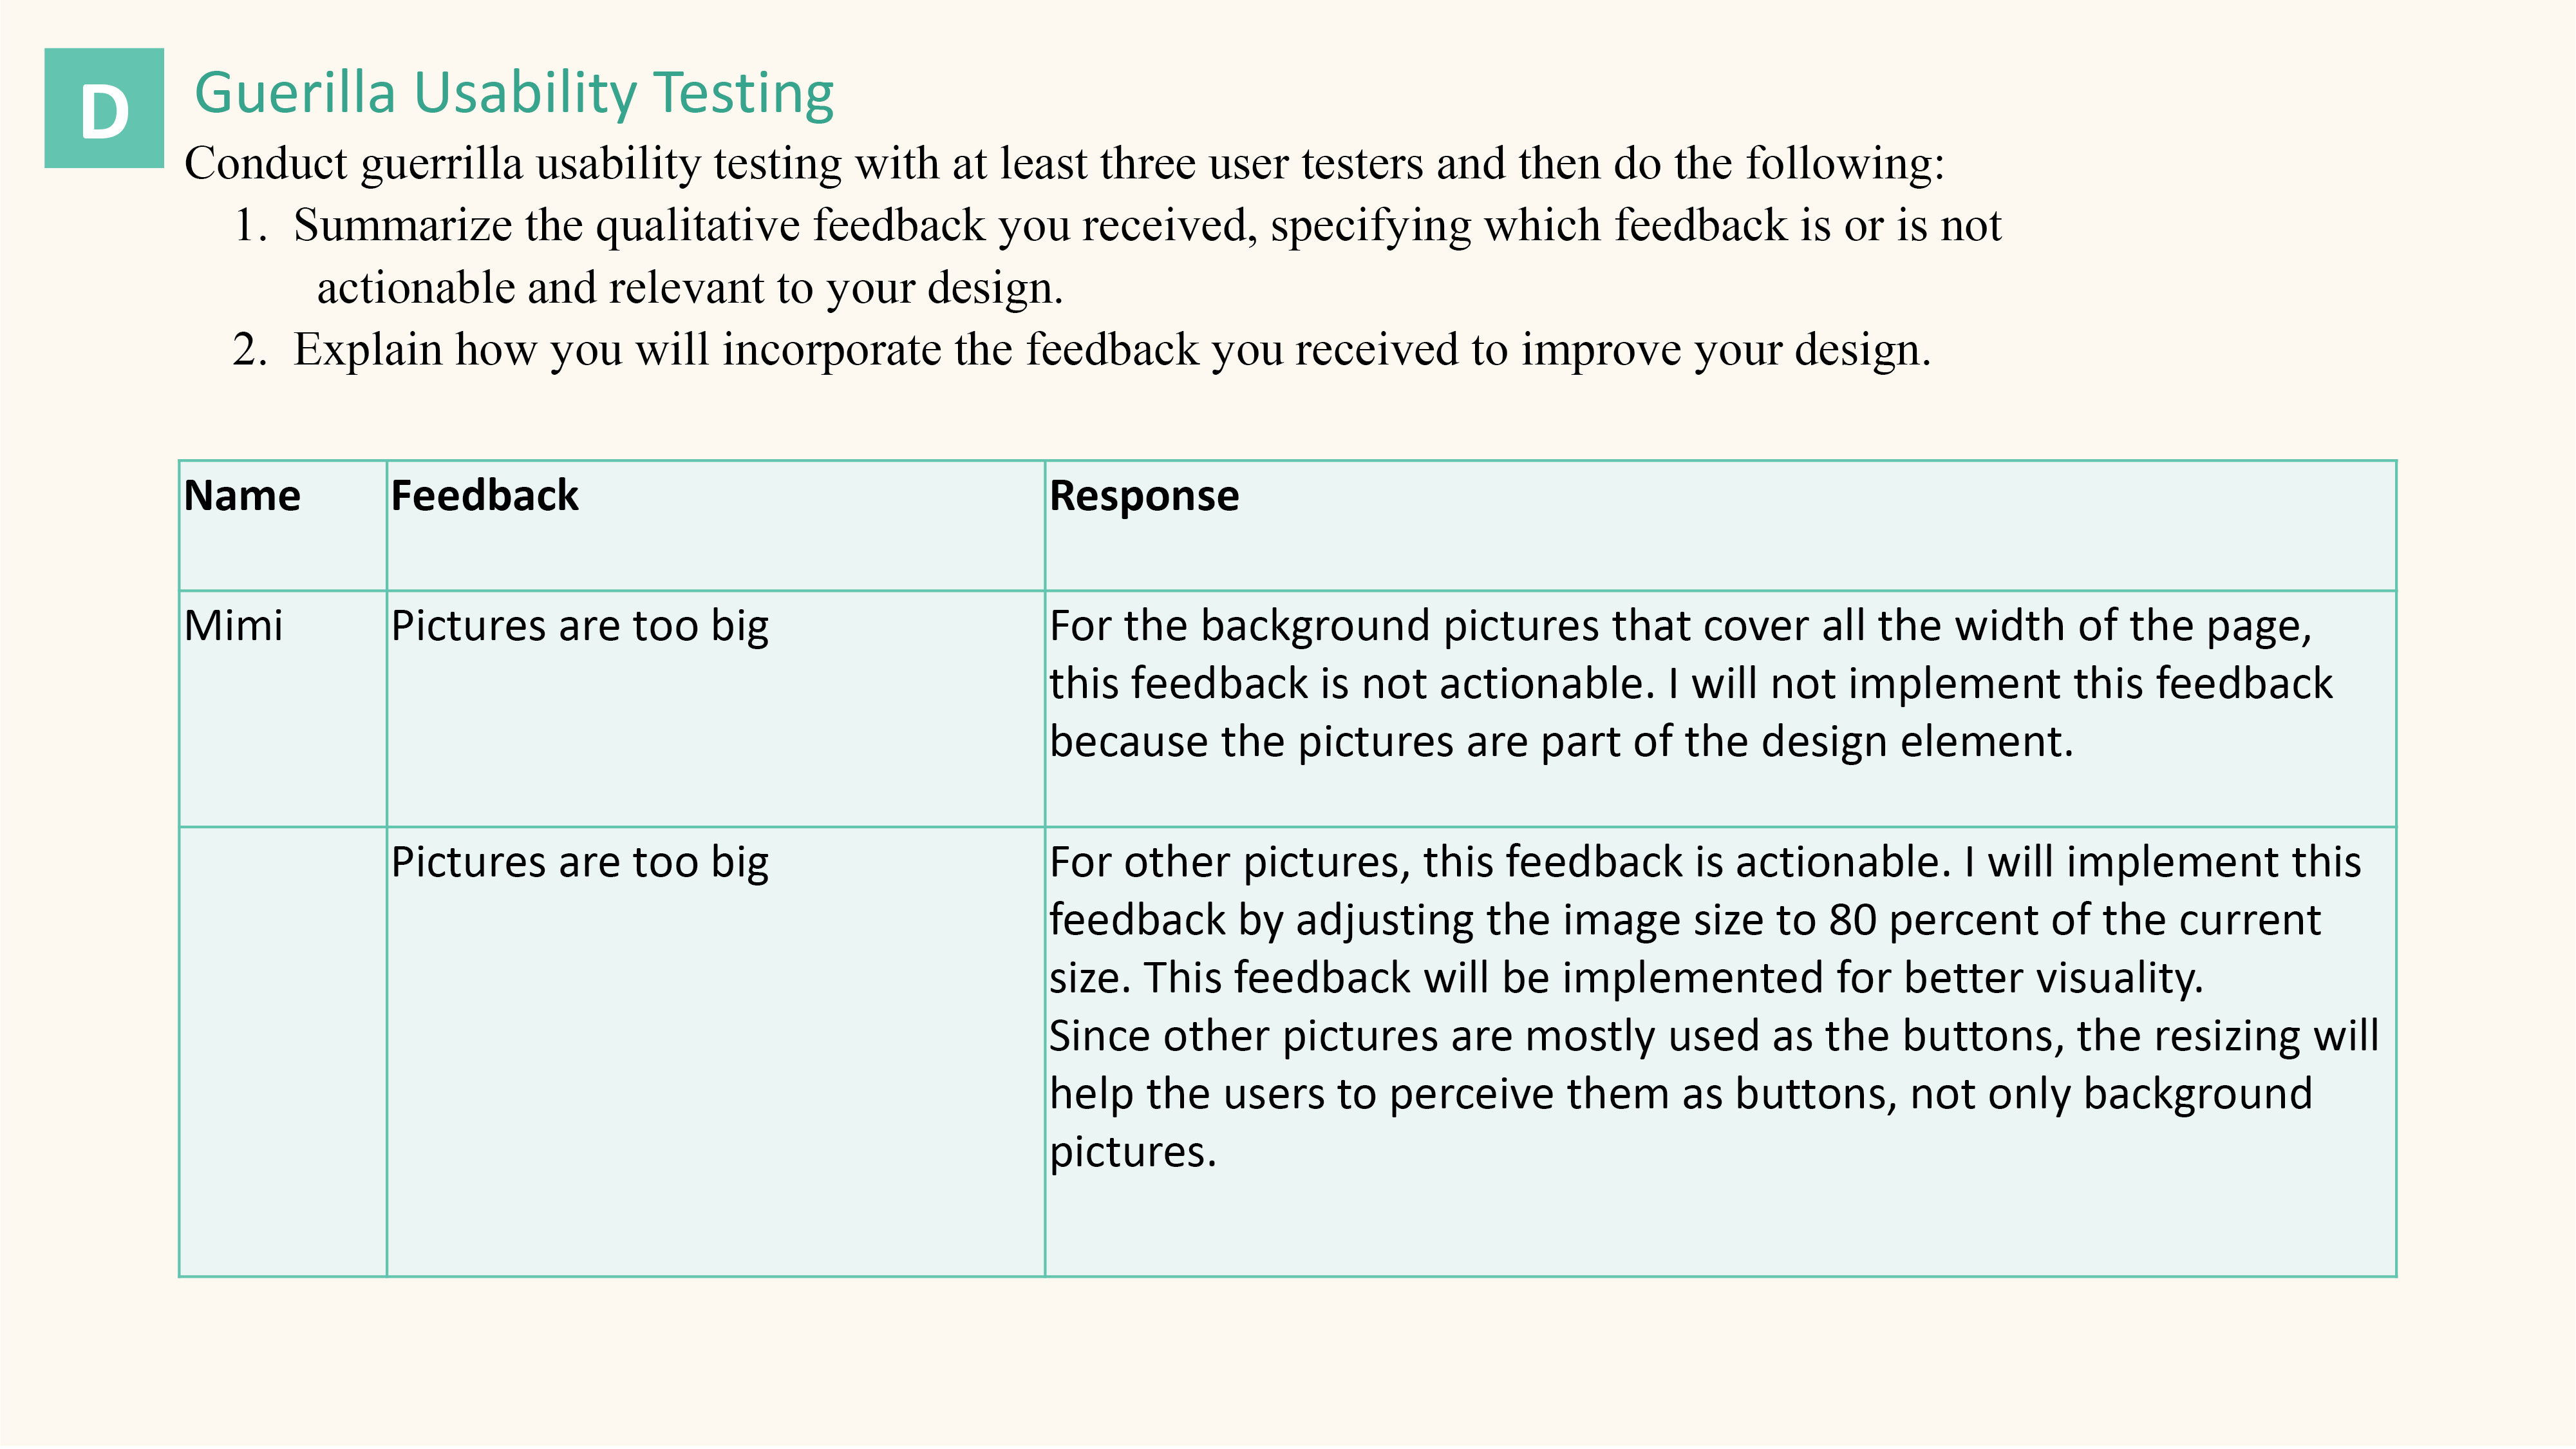 D
Guerilla Usability Testing
Conduct guerrilla usability testing with at least three user testers and then do the following:
1. Summarize the qualitative feedback you received, specifying which feedback is or is not
actionable and relevant to your design.
2. Explain how you will incorporate the feedback you received to improve your design.
Name Feedback Response
Mimi Pictures are too big For the background pictures that cover all the width of the page,
this feedback is not actionable. I will not implement this feedback
because the pictures are part of the design element.
Pictures are too big For other pictures, this feedback is actionable. I will implement this
feedback by adjusting the image size to 80 percent of the current
size. This feedback will be implemented for better visuality.
Since other pictures are mostly used as the buttons, the resizing will
help the users to perceive them as buttons, not only background
pictures.